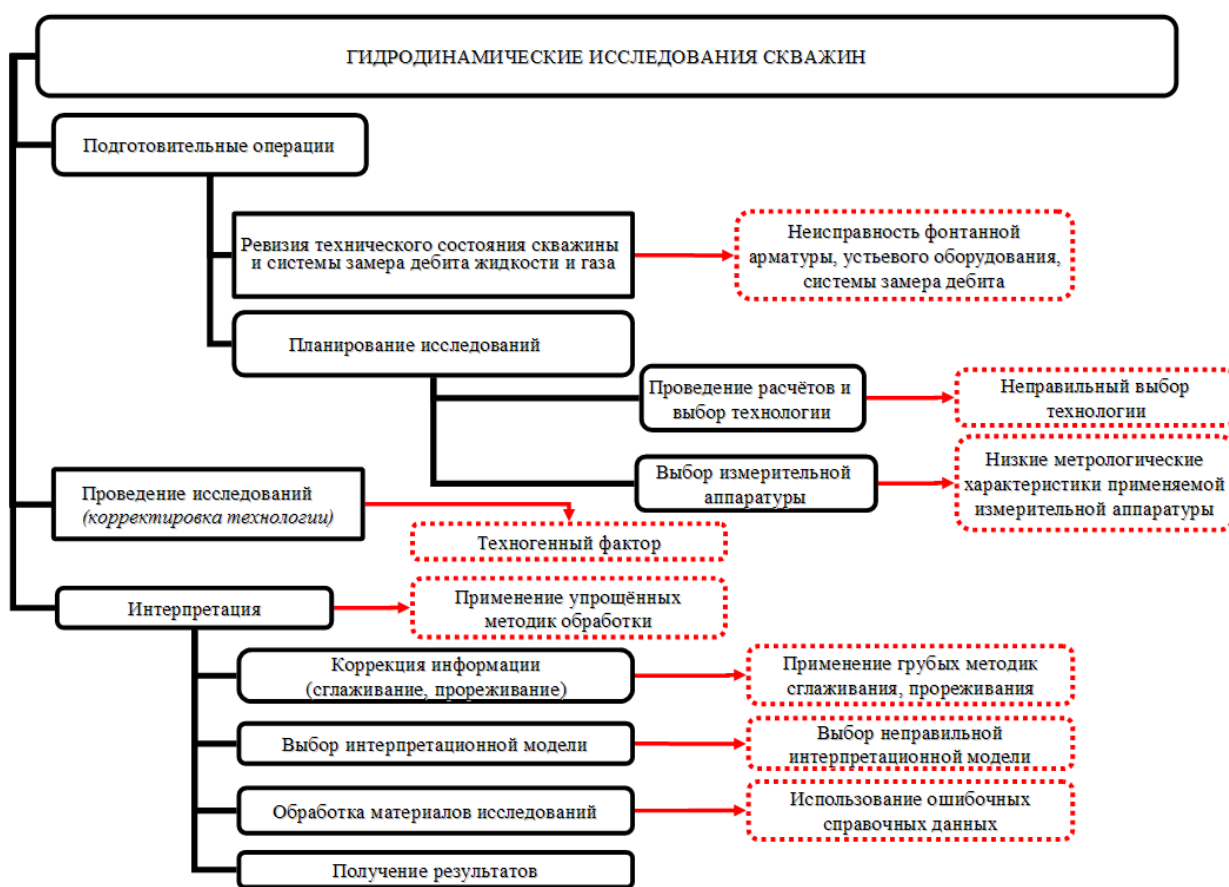 ГИДРОДИНАМИЧЕСКИЕ ИССЛЕДОВАНИЯ СКВАЖИН
Подготовительные операции
Ревизия технического состояния скважины
и системы замера дебита жидкости и газа
Неисправность фонтанной
арматуры, устьевого оборудования,
системы замера дебита
Планирование исследований
Проведение расчётов и
выбор технологии
Неправильный выбор
технологии
Выбор измерительной
аппаратуры
Низкие метрологические
характеристики применяемой
измерительной аппаратуры
Проведение исследований
(корректировка технологии)
Техногенный фактор
Интерпретация
Применение упрощённых
методик обработки
Коррекция информации
(сглаживание, прореживание)
Применение грубых методик
сглаживания, прореживания
Выбор интерпретационной модели
Выбор неправильной
интерпретационной модели
Обработка материалов исследований
Использование ошибочных
справочных данных
Получение результатов